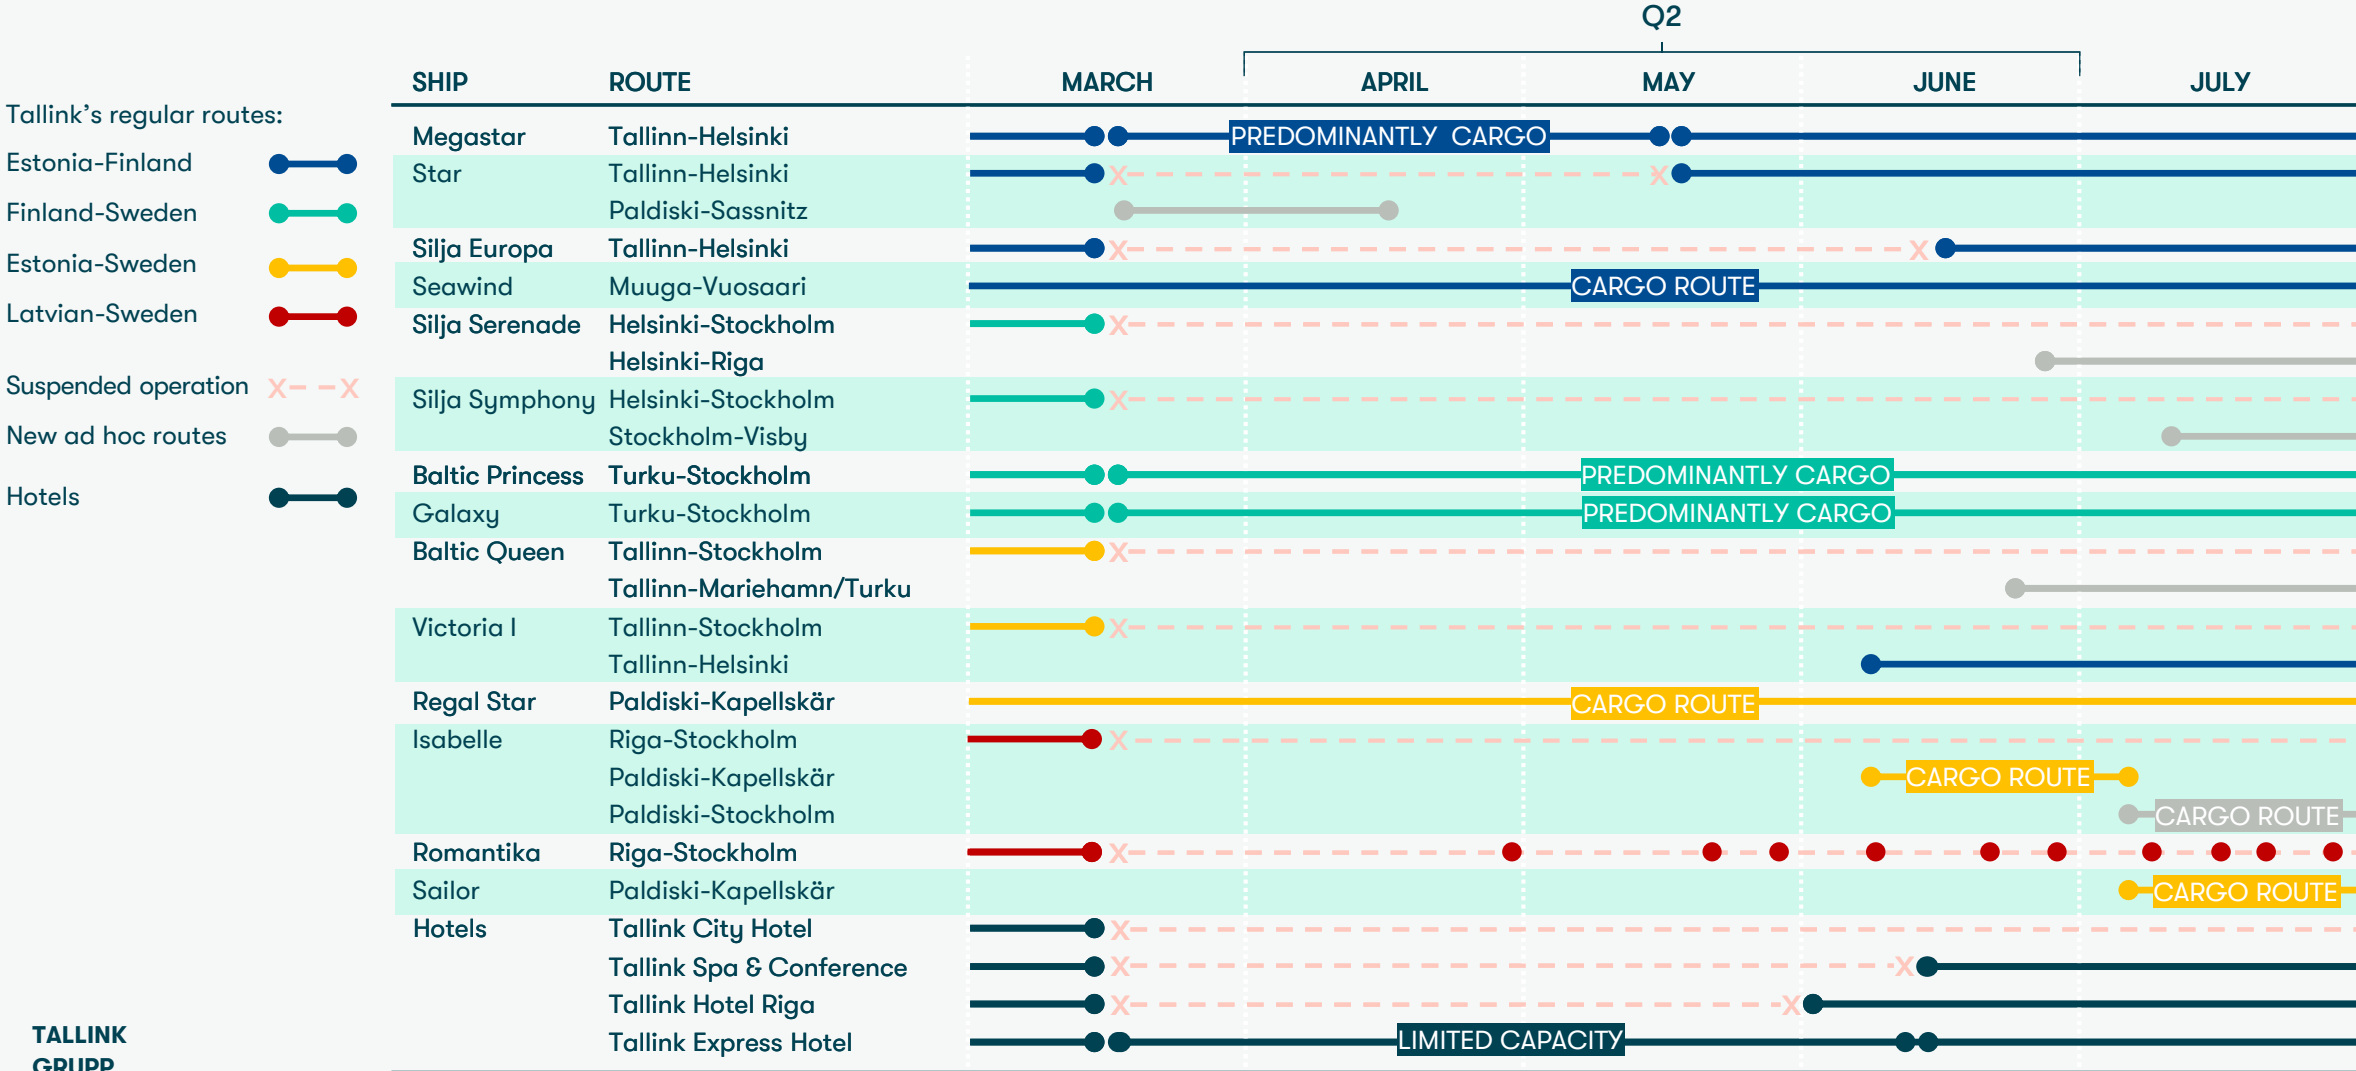 Q2
SHIP ROUTE MARCH APRIL MAY JUNE JULY
Tallink's regular routes:
Estonia-Finland
Finland-Sweden
Estonia-Sweden
Latvian-Sweden
Suspended operation X X
New ad hoc routes
Hotels
Megastar Tallinn-Helsinki PREDOMINANTLY CARGO
Star Tallinn-Helsinki X X
Paldiski-Sassnitz
Silja Europa Tallinn-Helsinki X X
Seawind Muuga-Vuosaari CARGO ROUTE
Silja Serenade Helsinki-Stockholm X
Helsinki-Riga
Silja Symphony Helsinki-Stockholm X
Stockholm-Visby
Baltic Princess Turku-Stockholm PREDOMINANTLY CARGO
Galaxy Turku-Stockholm PREDOMINANTLY CARGO
Baltic Queen Tallinn-Stockholm X
Tallinn-Mariehamn/Turku
Victoria I Tallinn-Stockholm X
Tallinn-Helsinki
Regal Star Paldiski-Kapellskär CARGO ROUTE
Isabelle Riga-Stockholm X
Paldiski-Kapellskär CARGO ROUTE
Paldiski-Stockholm CARGO ROUTE
Romantika Riga-Stockholm X
Sailor Paldiski-Kapellskär CARGO ROUTE
Hotels Tallink City Hotel X
Tallink Spa & Conference X X
Tallink Hotel Riga X X
Tallink Express Hotel LIMITED CAPACITY
TALLINK
GRUPP